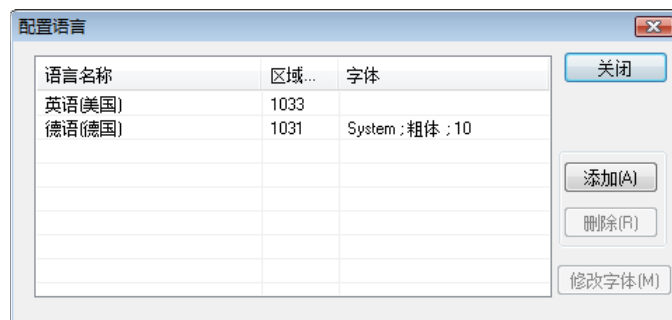 配置语言
语言名称 区域... 字体
关闭
英语(美国) 1033
德语(德国) 1031 System ; 粗体 ; 10
添加(A)
删除(R)
修改字体(M)